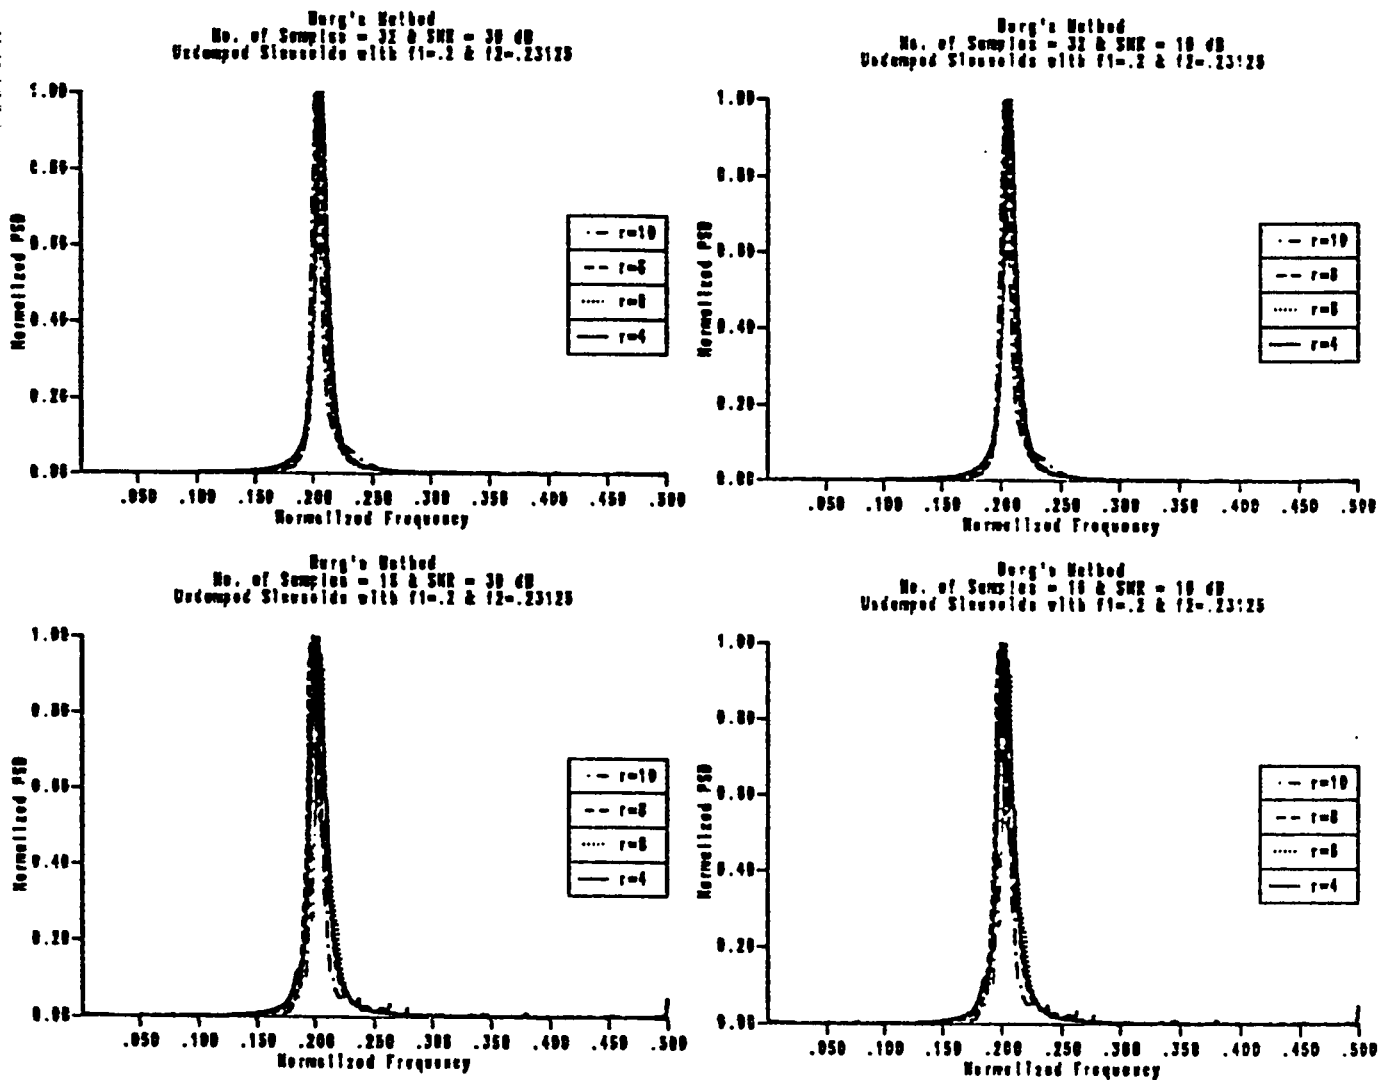 Burg's Method
No. of Samples = 32 & SNR = 30 dB
Undamped Sinusoids with f1=.2 & f2=.23125
1.00
0.80
0.60
0.40
0.20
0.00
Normalized PSD
.050 .100 .150 .200 .250 .300 .350 .400 .450 .500
Normalized Frequency
r=10
r=8
r=6
r=4
Burg's Method
No. of Samples = 32 & SNR = 10 dB
Undamped Sinusoids with f1=.2 & f2=.23125
1.00
0.80
0.60
0.40
0.20
0.00
Normalized PSD
.050 .100 .150 .200 .250 .300 .350 .400 .450 .500
Normalized Frequency
r=10
r=8
r=6
r=4
Burg's Method
No. of Samples = 16 & SNR = 30 dB
Undamped Sinusoids with f1=.2 & f2=.23125
1.00
0.80
0.60
0.40
0.20
0.00
Normalized PSD
.050 .100 .150 .200 .250 .300 .350 .400 .450 .500
Normalized Frequency
r=10
r=8
r=6
r=4
Burg's Method
No. of Samples = 16 & SNR = 10 dB
Undamped Sinusoids with f1=.2 & f2=.23125
1.00
0.80
0.60
0.40
0.20
0.00
Normalized PSD
.050 .100 .150 .200 .250 .300 .350 .400 .450 .500
Normalized Frequency
r=10
r=8
r=6
r=4